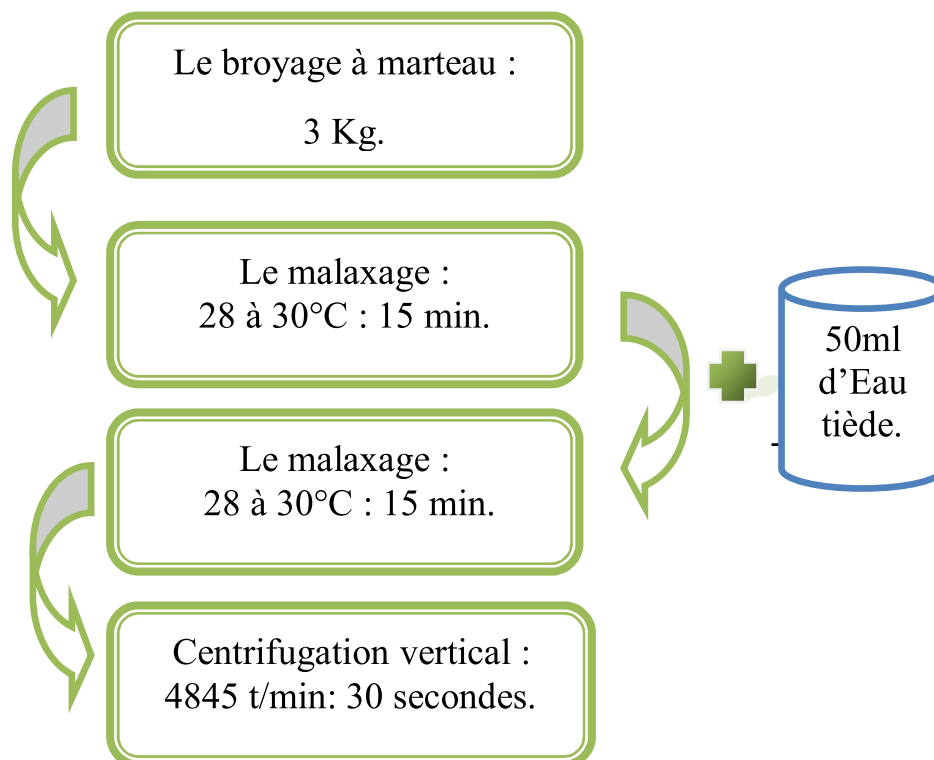 Le broyage à marteau :
3 Kg.
Le malaxage :
28 à 30°C : 15 min.
50ml
d’Eau
tiède.
Le malaxage :
28 à 30°C : 15 min.
Centrifugation vertical :
4845 t/min: 30 secondes.